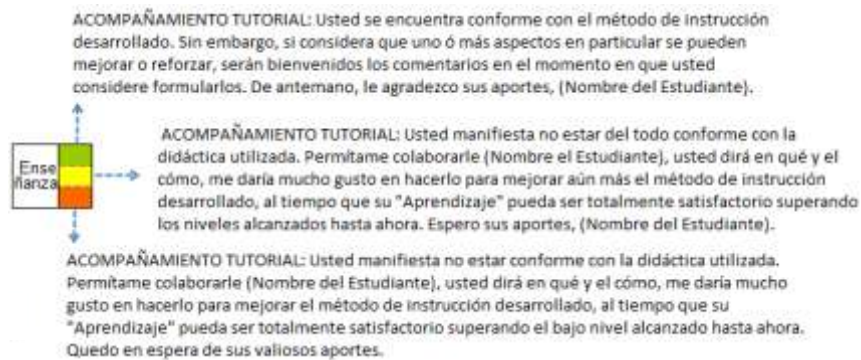 ACOMPAÑAMIENTO TUTORIAL: Usted se encuentra conforme con el método de instrucción
desarrollado. Sin embargo, si considera que uno ó más aspectos en particular se pueden
mejorar o reforzar, serán bienvenidos los comentarios en el momento en que usted
considere formularlos. De antemano, le agradezco sus aportes, (Nombre del Estudiante).
ACOMPAÑAMIENTO TUTORIAL: Usted manifiesta no estar del todo conforme con la
didáctica utilizada. Permítame colaborarle (Nombre el Estudiante), usted dirá en qué y el
cómo, me daría mucho gusto en hacerlo para mejorar aún más el método de instrucción
desarrollado, al tiempo que su "Aprendizaje" pueda ser totalmente satisfactorio superando
los niveles alcanzados hasta ahora. Espero sus aportes, (Nombre del Estudiante).
Ense
ñanza
ACOMPAÑAMIENTO TUTORIAL: Usted manifiesta no estar conforme con la didáctica utilizada.
Permítame colaborarle (Nombre del Estudiante), usted dirá en qué y el cómo, me daría mucho
gusto en hacerlo para mejorar el método de instrucción desarrollado, al tiempo que su
"Aprendizaje" pueda ser totalmente satisfactorio superando el bajo nivel alcanzado hasta ahora.
Quedo en espera de sus valiosos aportes.